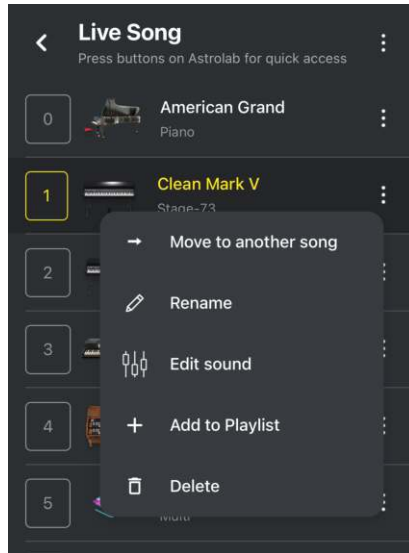 Live Song
Press buttons on Astrolab for quick access
0
American Grand
Piano
1
Clean Mark V
Stage-73
Move to another song
2
Rename
3
Edit sound
4
Add to Playlist
5
Delete
Multi